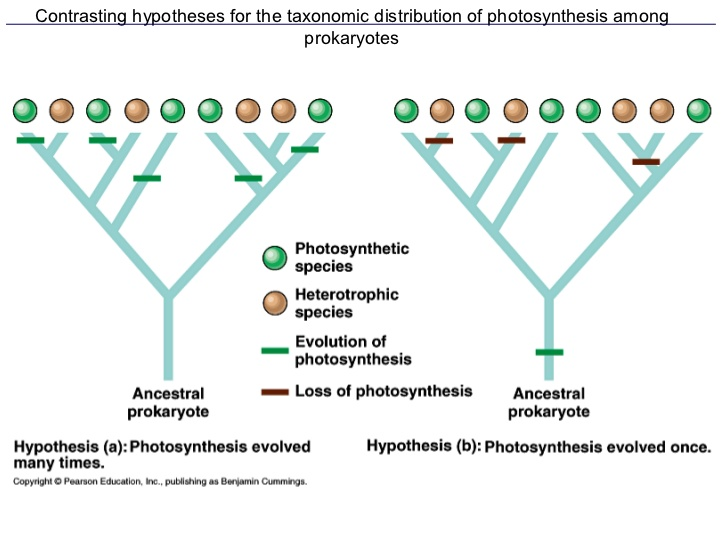 Contrasting hypotheses for the taxonomic distribution of photosynthesis among
prokaryotes
Photosynthetic
species
Heterotrophic
species
Evolution of
photosynthesis
Loss of photosynthesis
Ancestral
prokaryote
Ancestral
prokaryote
Hypothesis (a): Photosynthesis evolved
many times.
Hypothesis (b): Photosynthesis evolved once.
Copyright © Pearson Education, Inc., publishing as Benjamin Cummings.